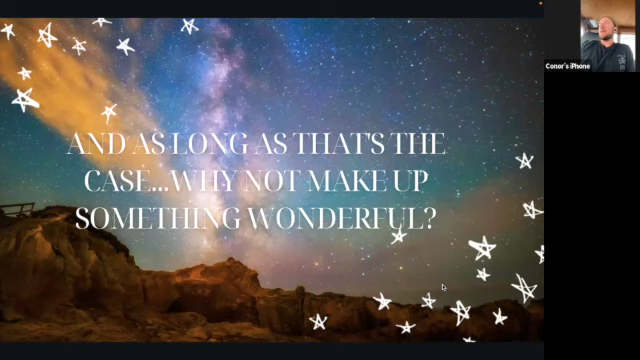 AND AS LONG AS THAT'S THE
CASE...WHY NOT MAKE UP
SOMETHING WONDERFUL?
Conor's iPhone